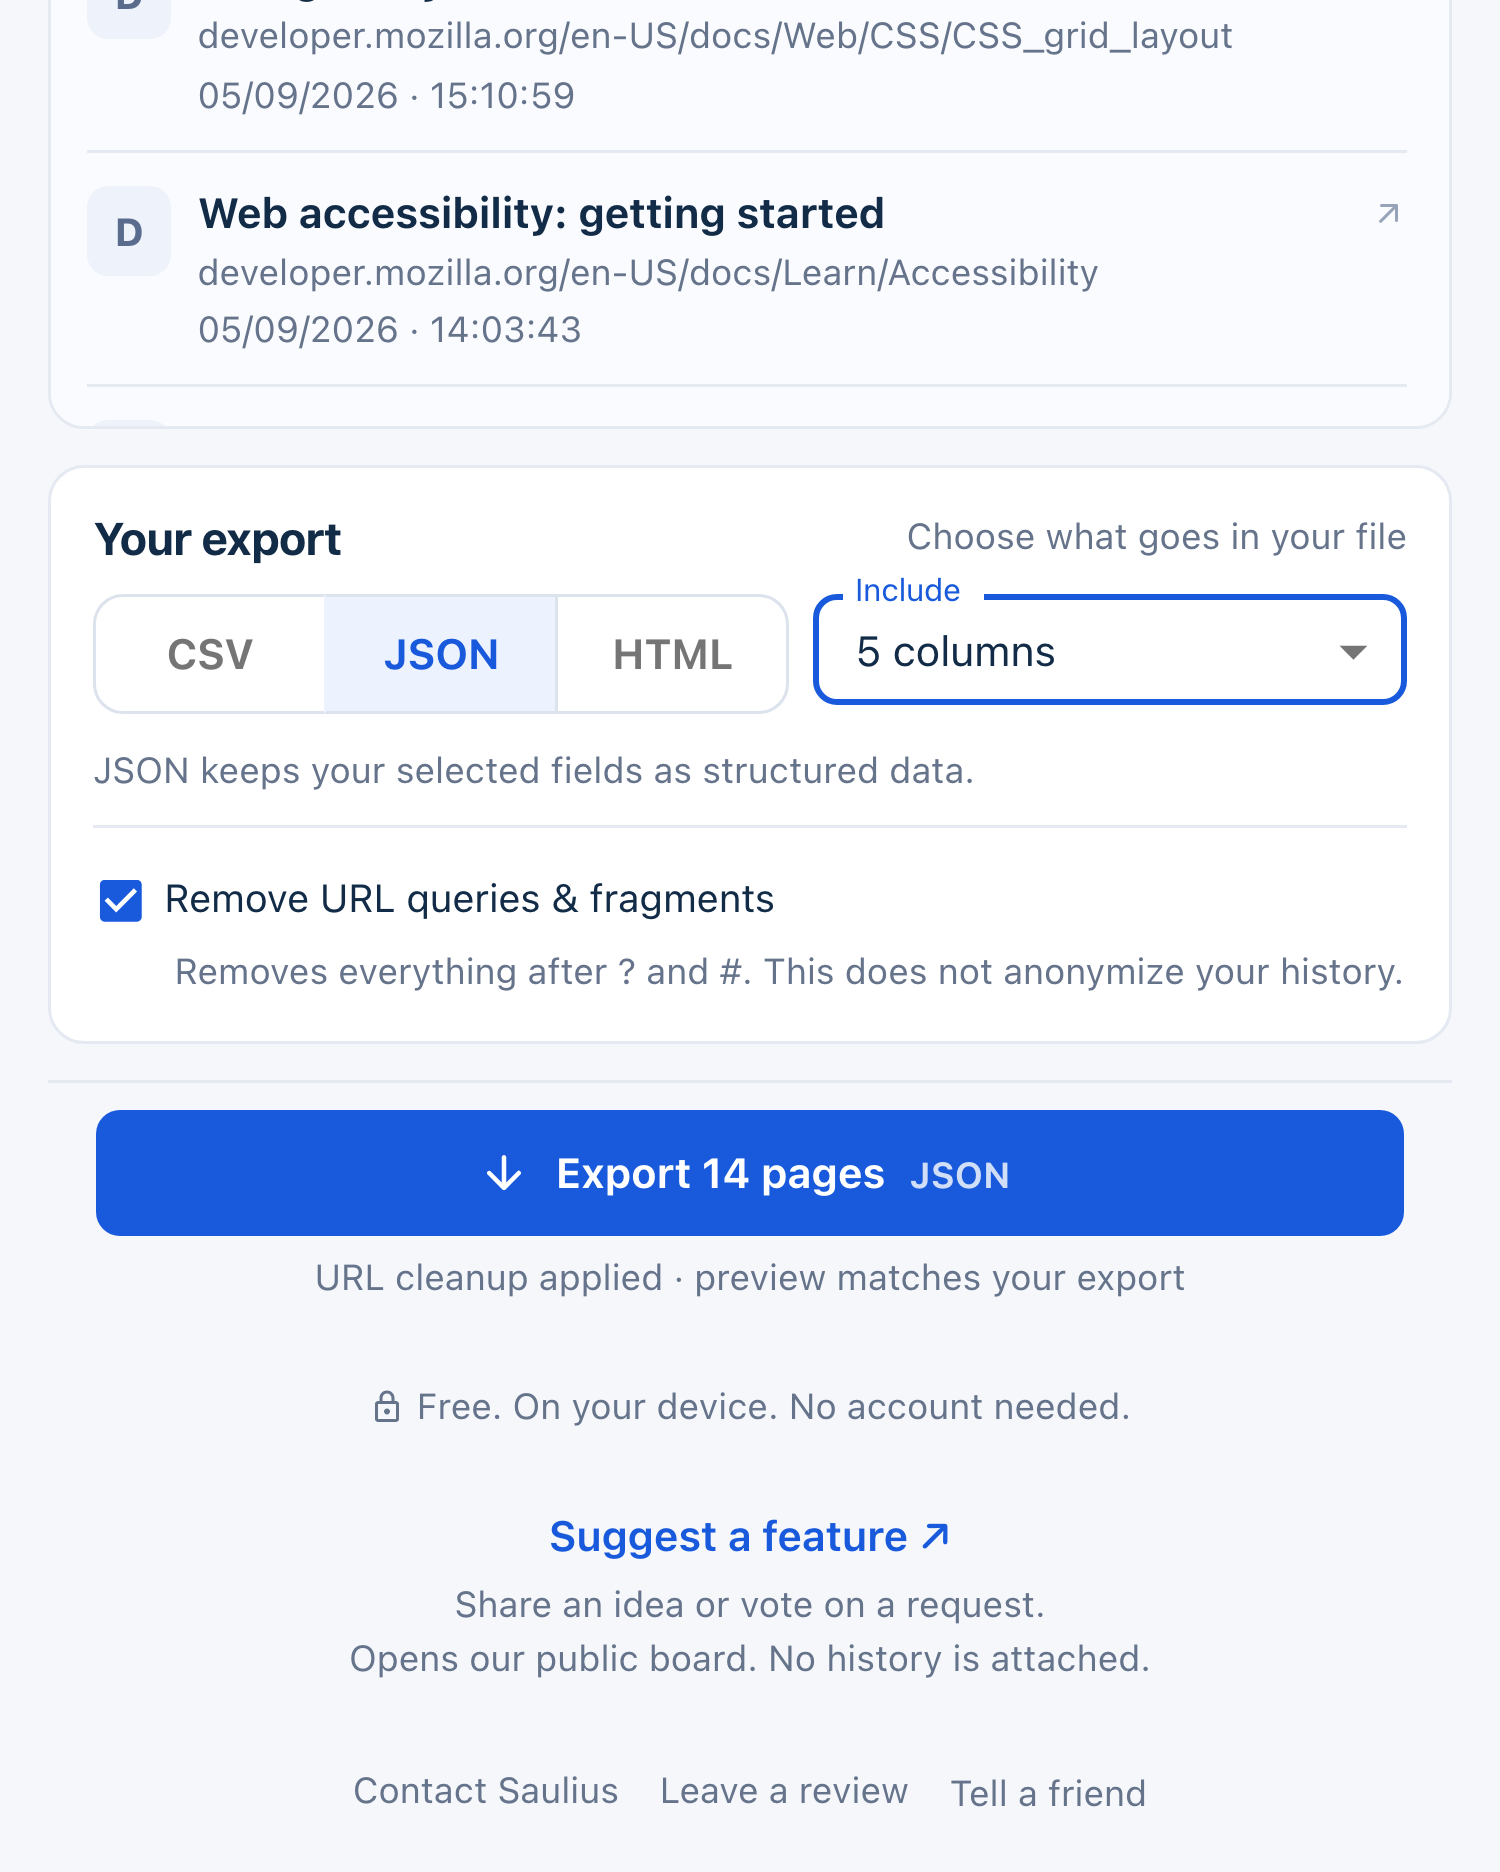 developer.mozilla.org/en-US/docs/Web/CSS/CSS_grid_layout
05/09/2026 · 15:10:59
D
Web accessibility: getting started
developer.mozilla.org/en-US/docs/Learn/Accessibility
05/09/2026 · 14:03:43
Your export
Choose what goes in your file
Include
CSV JSON HTML
5 columns
JSON keeps your selected fields as structured data.
Remove URL queries & fragments
Removes everything after ? and #. This does not anonymize your history.
Export 14 pages JSON
URL cleanup applied · preview matches your export
Free. On your device. No account needed.
Suggest a feature
Share an idea or vote on a request.
Opens our public board. No history is attached.
Contact Saulius Leave a review Tell a friend